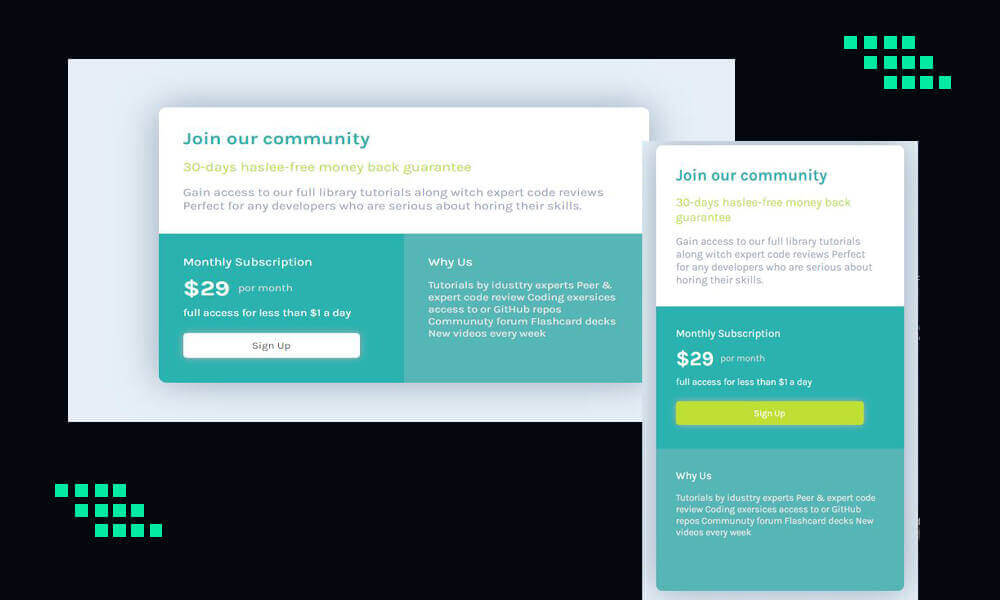 Join our community
30-days haslee-free money back guarantee
Gain access to our full library tutorials along witch expert code reviews
Perfect for any developers who are serious about horing their skills.
Monthly Subscription
$29 por month
full access for less than $1 a day
Sign Up
Why Us
Tutorials by idusttry experts Peer &
expert code review Coding exersices
access to or GitHub repos
Communuty forum Flashcard decks
New videos every week
Join our community
30-days haslee-free money back
guarantee
Gain access to our full library tutorials
along witch expert code reviews Perfect
for any developers who are serious about
horing their skills.
Monthly Subscription
$29 por month
full access for less than $1 a day
Sign Up
Why Us
Tutorials by idusttry experts Peer & expert code
review Coding exersices access to or GitHub
repos Communuty forum Flashcard decks New
videos every week